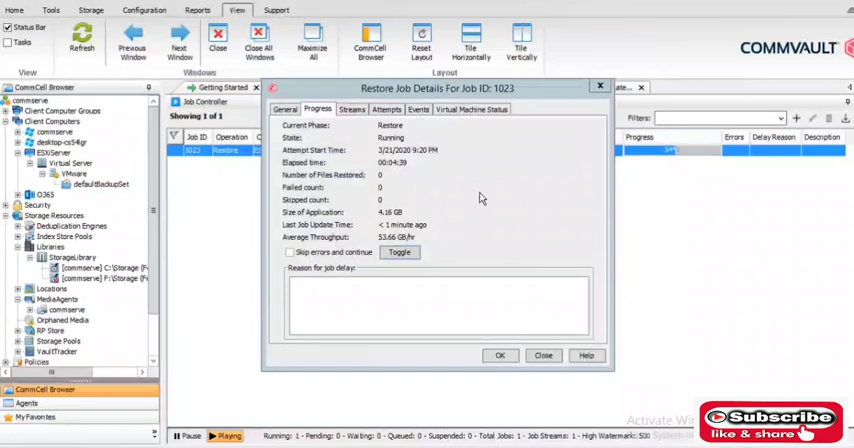 Home Tools Storage Configuration Reports View Support
Status Bar
Tasks
View
Refresh
Previous Window
Next Window
Close
Close All Windows
Maximize All
Windows
CommCell Browser
Reset Layout
Tile Horizontally
Tile Vertically
Layout
COMMVAULT
CommCell Browser
commserve
Client Computer Groups
Client Computers
commserve
desktop-cs54lgr
ESXiServer
Virtual Server
VMware
defaultBackupSet
O365
Security
Storage Resources
Deduplication Engines
Index Store Pools
Libraries
StorageLibrary
[commserve] C:\Storage (F
[commserve] F:\Storage (F
Locations
MediaAgents
commserve
Orphaned Media
RP Store
Storage Pools
VaultTracker
Policies
CommCell Browser
Agents
My Favorites
Getting Started
Job Controller
Showing 1 of 1
Filters:
Job ID Operation Progress Errors Delay Reason Description
1023 Restore
Restore Job Details For Job ID: 1023
General Progress Streams Attempts Events Virtual Machine Status
Current Phase: Restore
State: Running
Attempt Start Time: 3/21/2020 9:20 PM
Elapsed time: 00:04:39
Number of Files Restored: 0
Failed count: 0
Skipped count: 0
Size of Application: 4.16 GB
Last Job Update Time: < 1 minute ago
Average Throughput: 53.66 GB/hr
Skip errors and continue Toggle
Reason for job delay:
OK Close Help
Pause Playing Running: 1 - Pending: 0 - Waiting: 0 - Queued: 0 - Suspended: 0 - Total Jobs: 1 - Job Streams: 1 - High Watermark: 500
Activate Win
Subscribe
like & share